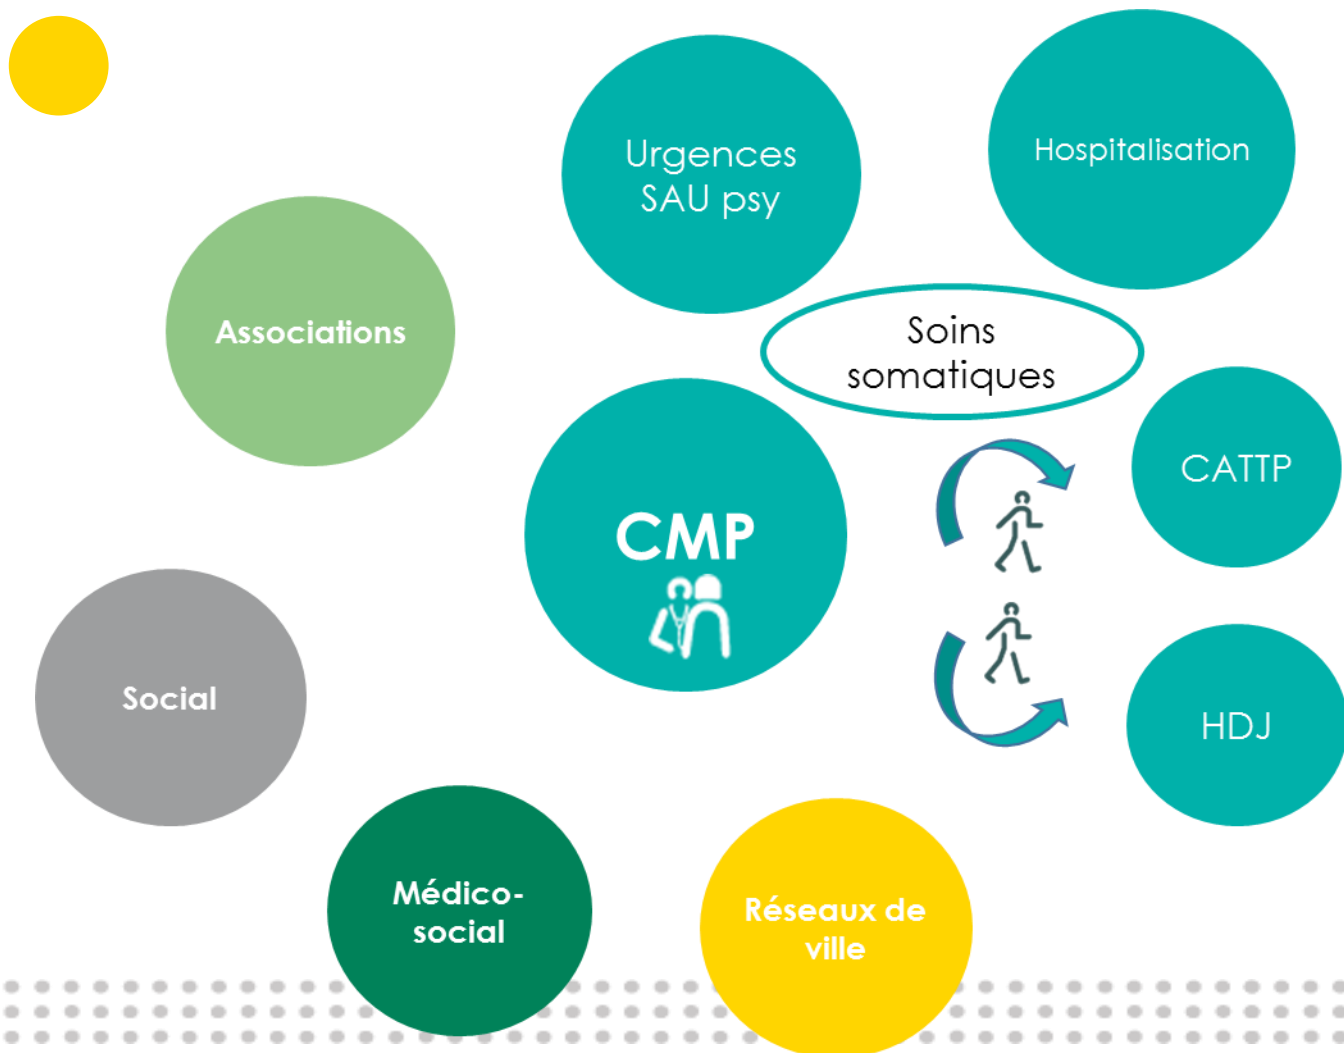 Urgences
SAU psy
Hospitalisation
Associations
Soins
somatiques
CATTP
CMP
Social
HDJ
Médico-
social
Réseaux de
ville